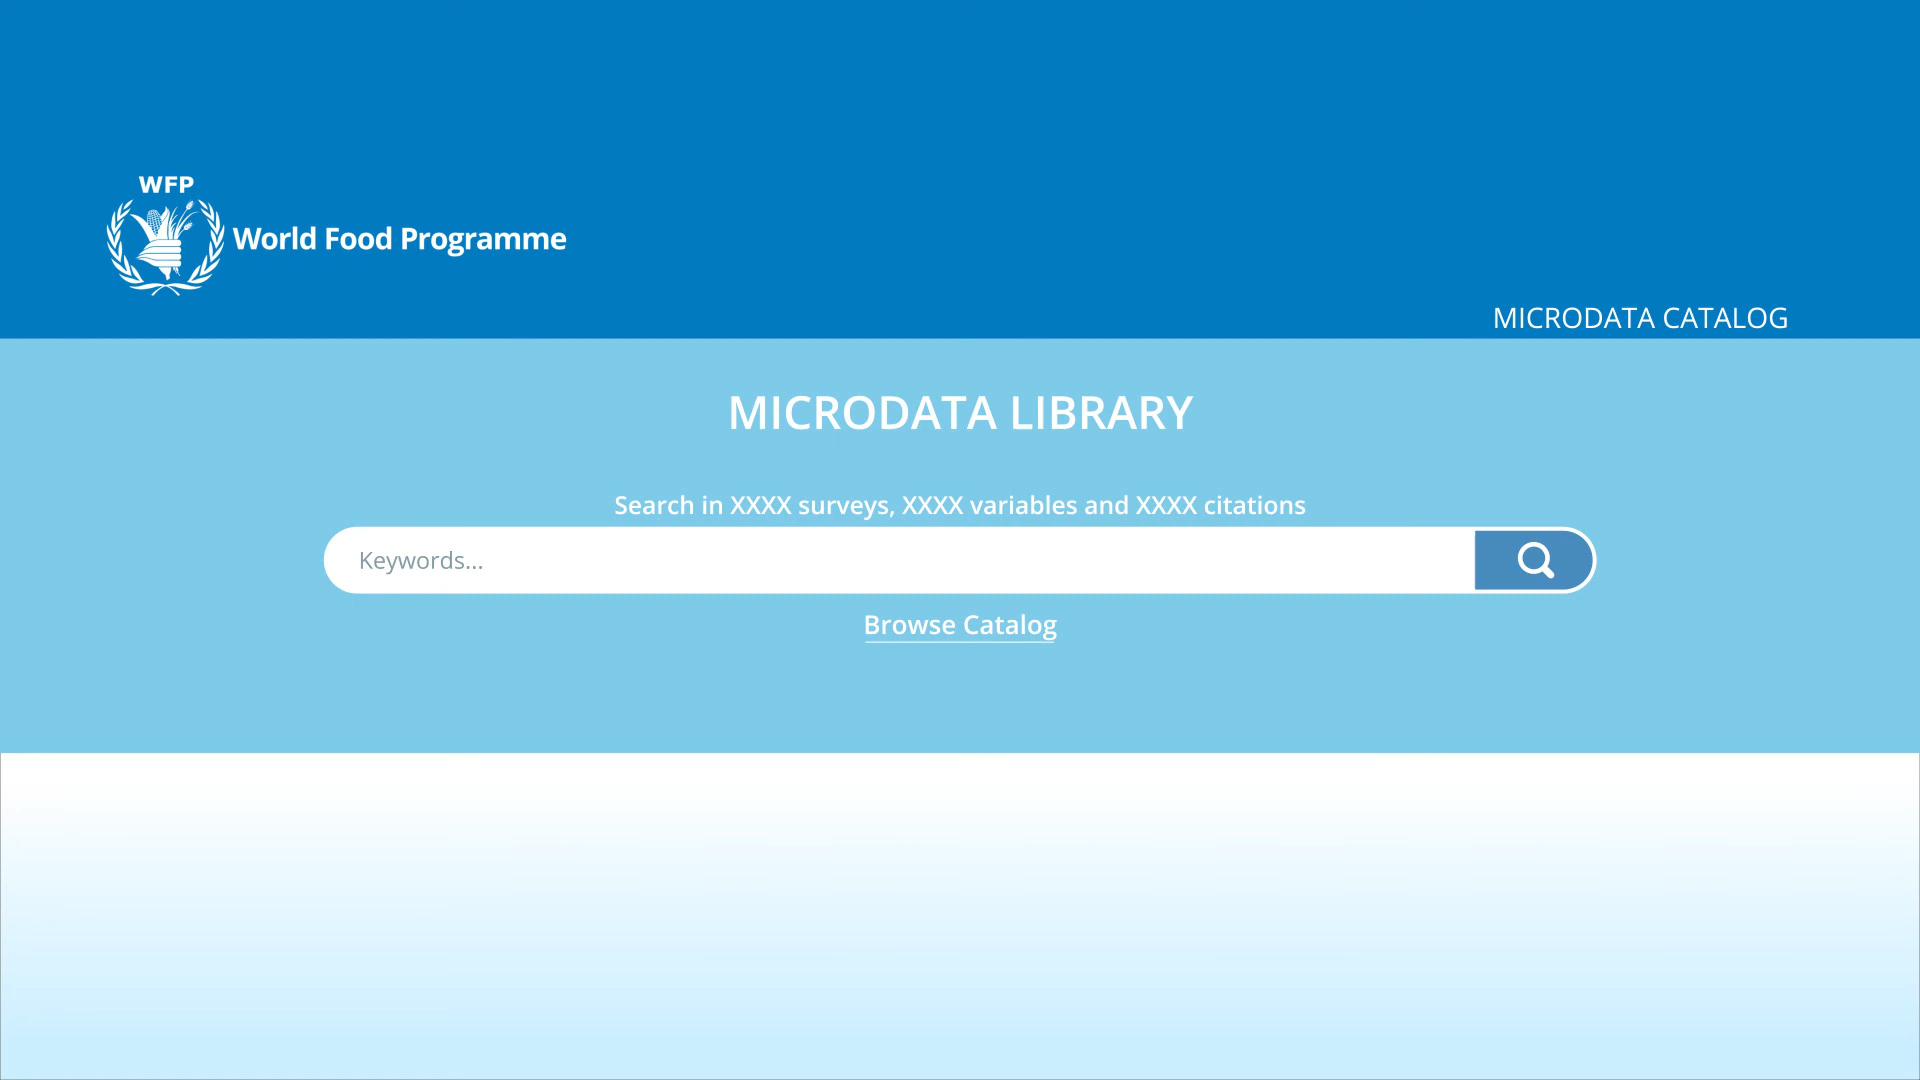 WFP
World Food Programme
MICRODATA CATALOG
MICRODATA LIBRARY
Search in XXXX surveys, XXXX variables and XXXX citations
Keywords...
Browse Catalog